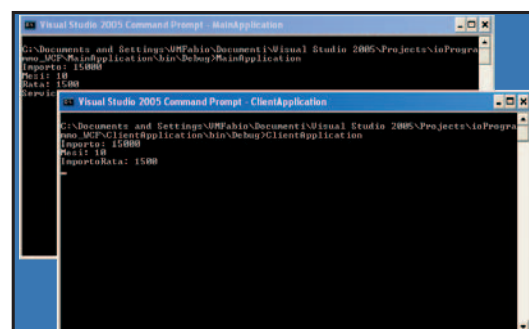 Visual Studio 2005 Command Prompt - MainApplication
C:\Documents and Settings\VMFabio\Documenti\Visual Studio 2005\Projects\ioProgra
mmo_WCF\MainApplication\bin\Debug>MainApplication
Importo: 15000
Mesi: 10
Rata: 1500
Servic
Visual Studio 2005 Command Prompt - ClientApplication
C:\Documents and Settings\VMFabio\Documenti\Visual Studio 2005\Projects\ioProgra
mmo_WCF\ClientApplication\bin\Debug>ClientApplication
Importo: 15000
Mesi: 10
ImportoRata: 1500